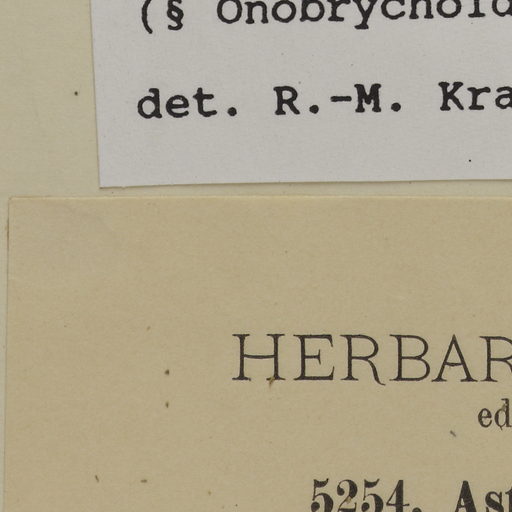 (§ Onobrychoid
det. R.-M. Kra
HERBAR
ed
5254. Ast